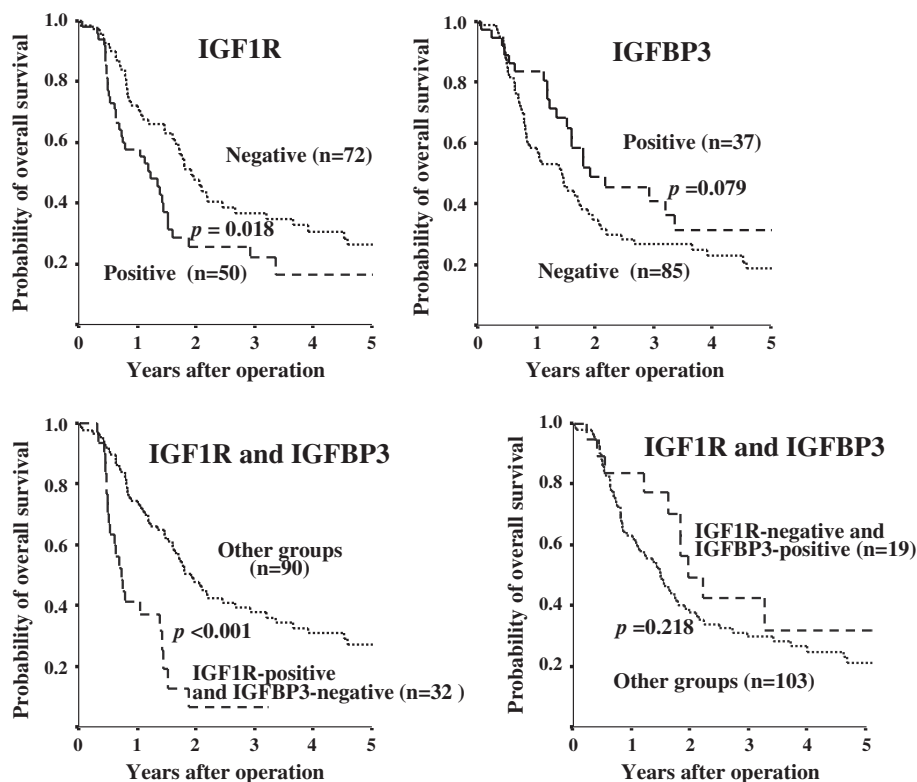 IGF1R
Probability of overall survival
1.0
0.8
0.6
0.4
0.2
Negative (n=72)
p = 0.018
Positive (n=50)
0 1 2 3 4 5
Years after operation
IGFBP3
Probability of overall survival
1.0
0.8
0.6
0.4
0.2
Positive (n=37)
p =0.079
Negative (n=85)
0 1 2 3 4 5
Years after operation
IGF1R and IGFBP3
Probability of overall survival
1.0
0.8
0.6
0.4
0.2
Other groups
(n=90)
p <0.001
IGF1R-positive
and IGFBP3-negative (n=32 )
0 1 2 3 4 5
Years after operation
IGF1R and IGFBP3
Probability of overall survival
1.0
0.8
0.6
0.4
0.2
IGF1R-negative and
IGFBP3-positive (n=19)
p =0.218
Other groups (n=103)
0 1 2 3 4 5
Years after operation